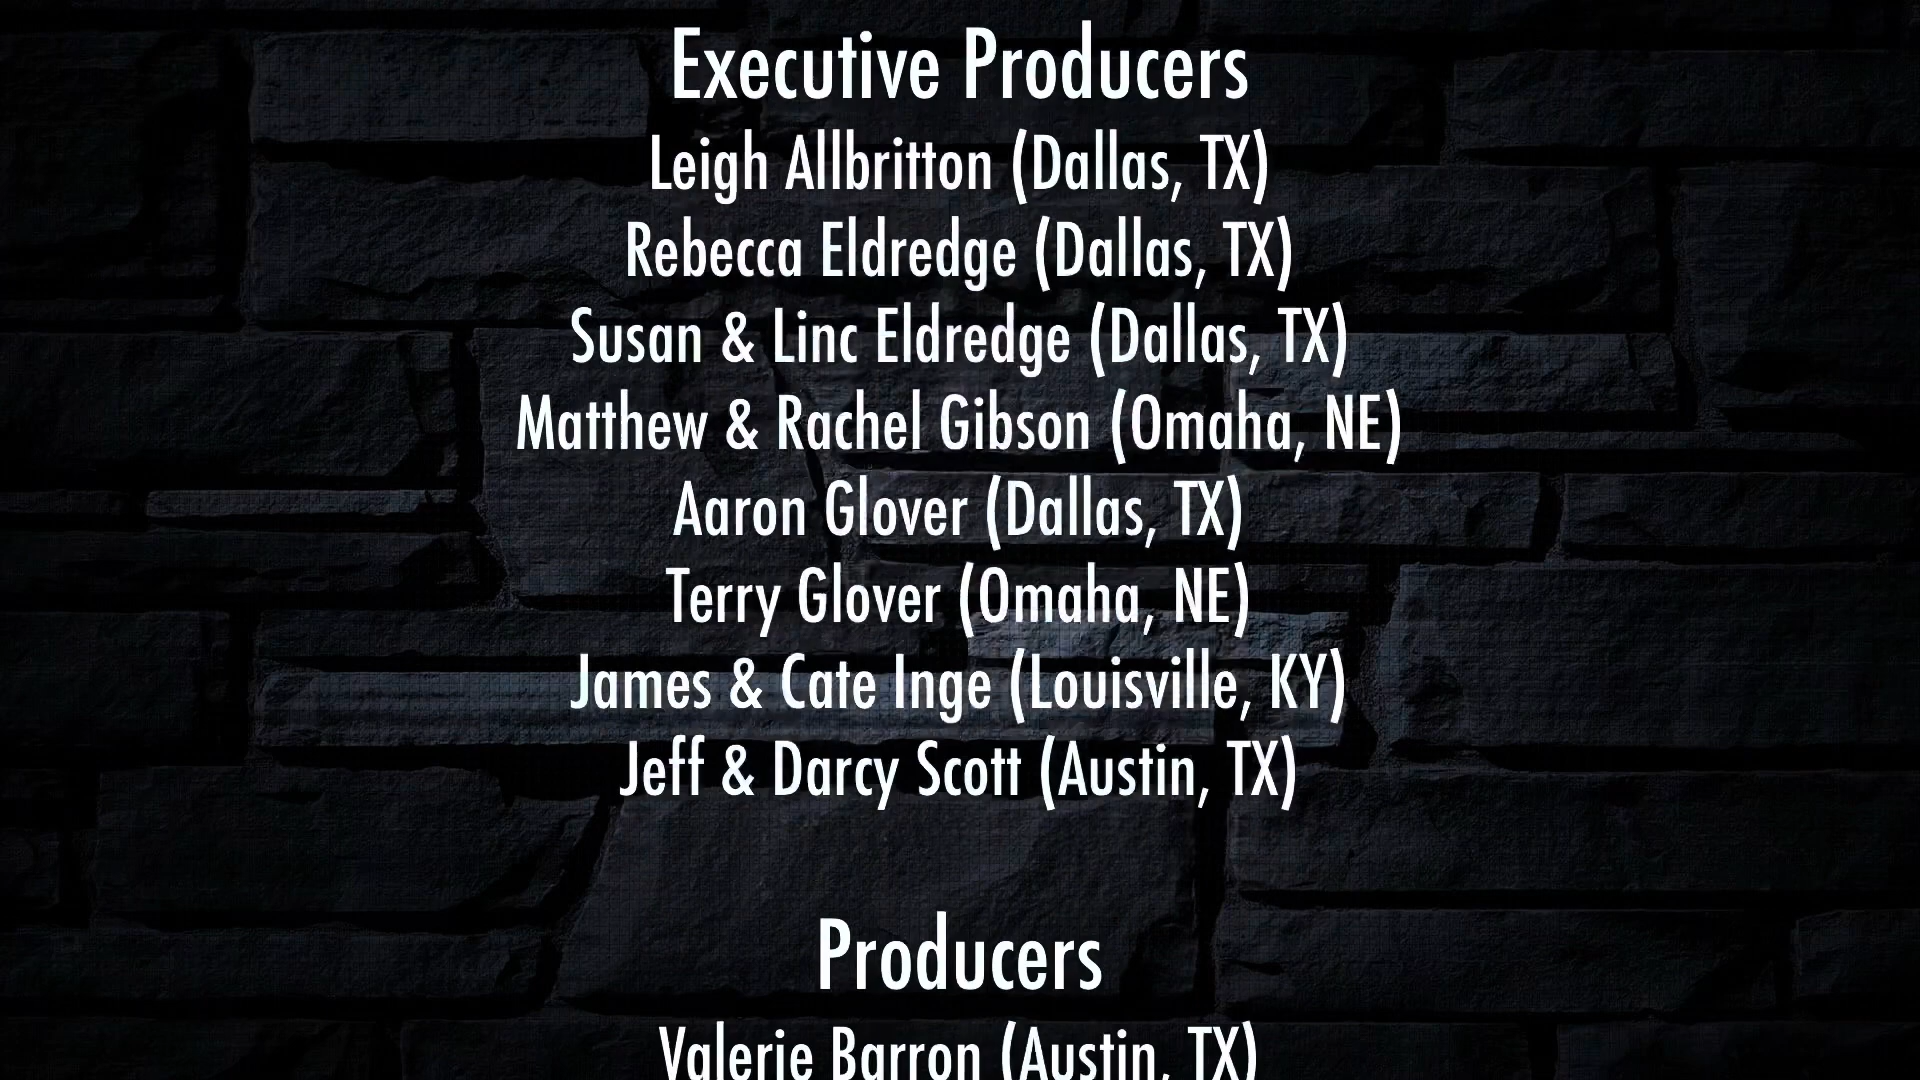 Executive Producers
Leigh Allbritton (Dallas, TX)
Rebecca Eldredge (Dallas, TX)
Susan & Linc Eldredge (Dallas, TX)
Matthew & Rachel Gibson (Omaha, NE)
Aaron Glover (Dallas, TX)
Terry Glover (Omaha, NE)
James & Cate Inge (Louisville, KY)
Jeff & Darcy Scott (Austin, TX)
Producers
Valerie Barron (Austin, TX)